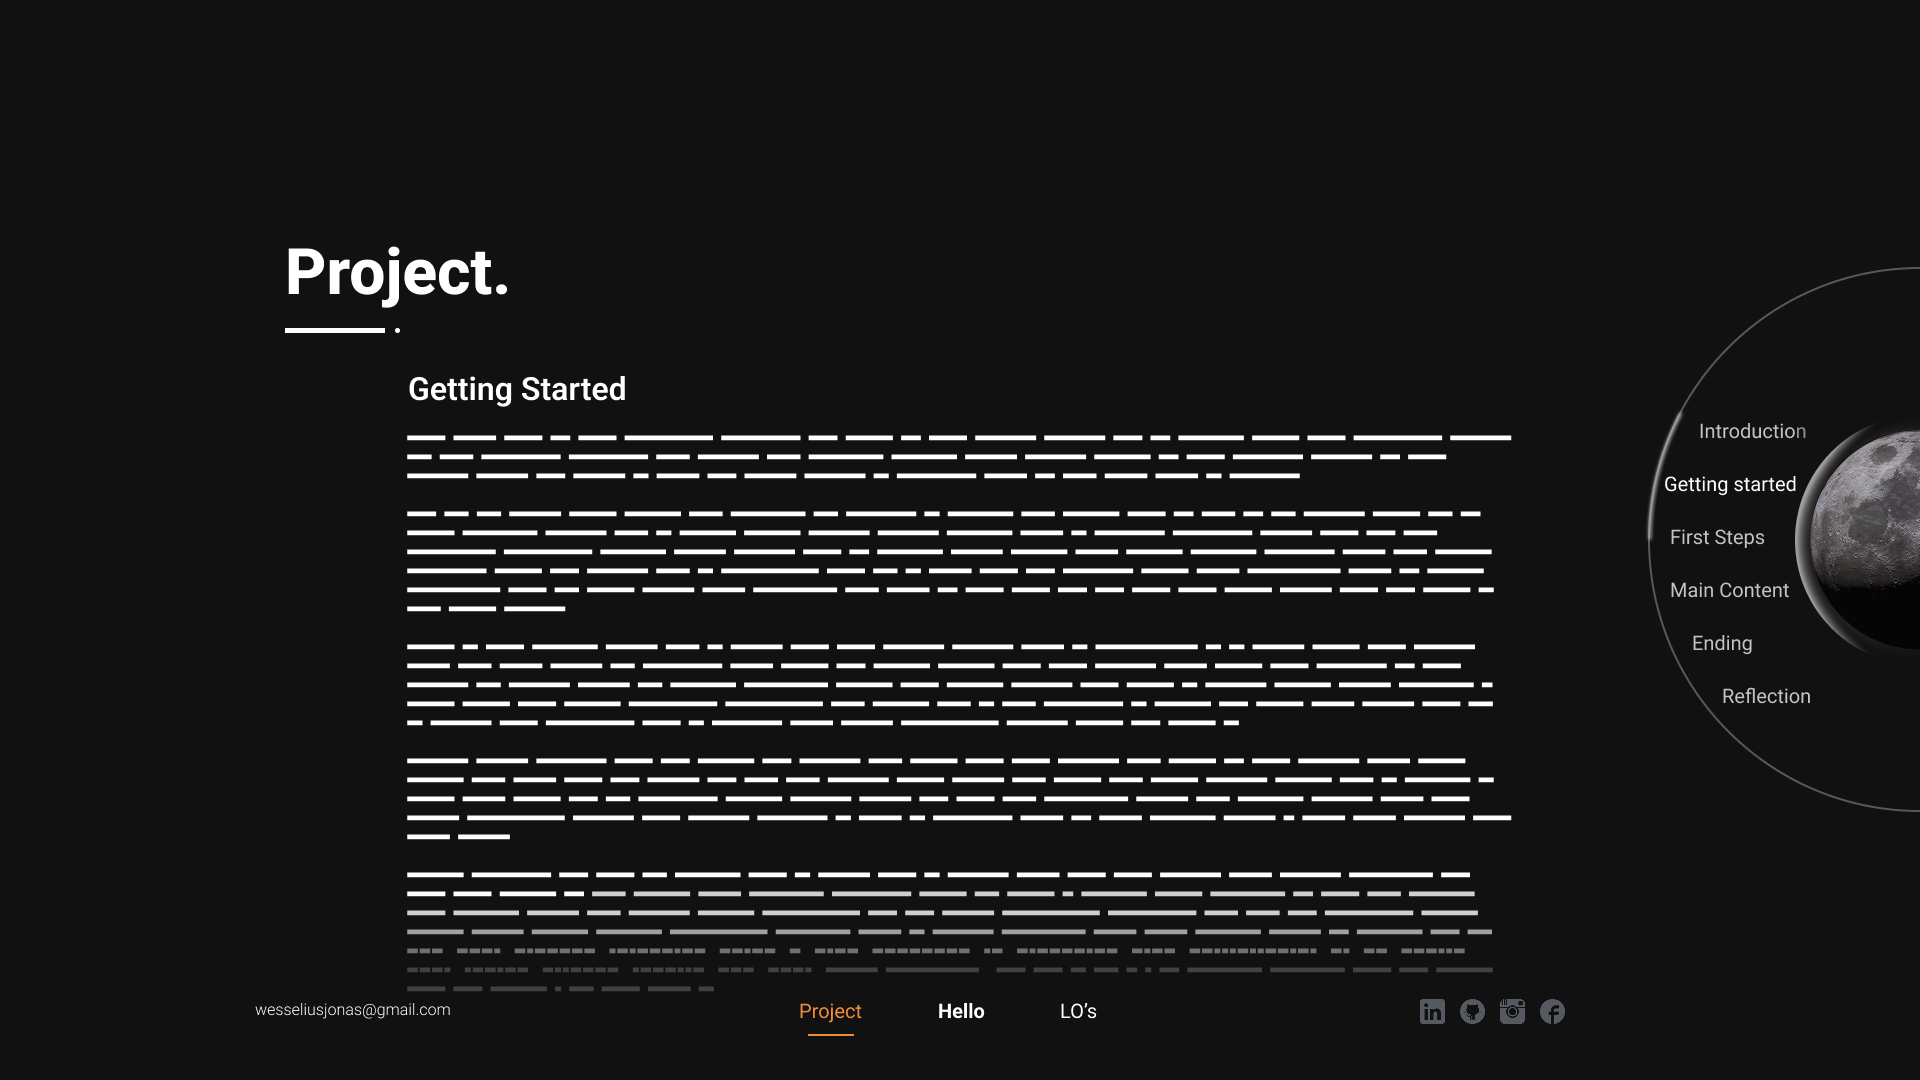 Project.
Getting Started
Introduction
Getting started
First Steps
Main Content
Ending
Reflection
wesseliusjonas@gmail.com
Project
Hello
LO’s